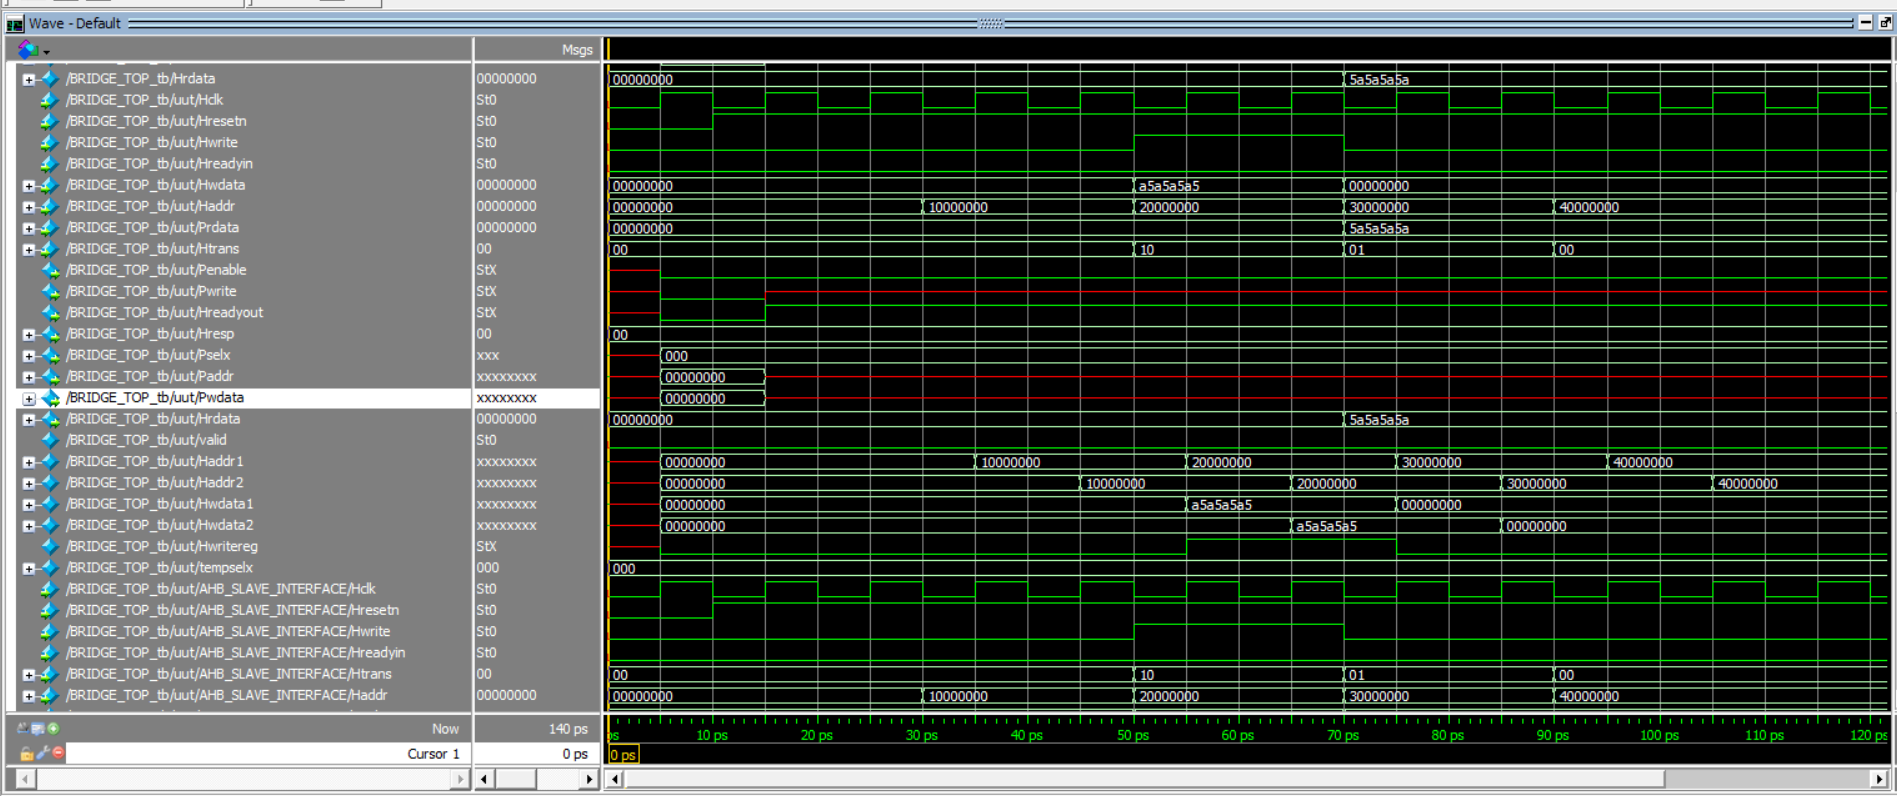 Wave - Default
Msgs
/BRIDGE_TOP_tb/Hrdata 00000000 00000000 5a5a5a5a
/BRIDGE_TOP_tb/uut/Hclk St0
/BRIDGE_TOP_tb/uut/Hresetn St0
/BRIDGE_TOP_tb/uut/Hwrite St0
/BRIDGE_TOP_tb/uut/Hreadyin St0
/BRIDGE_TOP_tb/uut/Hwdata 00000000 00000000 a5a5a5a5 00000000
/BRIDGE_TOP_tb/uut/Haddr 00000000 00000000 10000000 20000000 30000000 40000000
/BRIDGE_TOP_tb/uut/Prdata 00000000 00000000 5a5a5a5a
/BRIDGE_TOP_tb/uut/Htrans 00 00 10 01 00
/BRIDGE_TOP_tb/uut/Penable StX
/BRIDGE_TOP_tb/uut/Pwrite StX
/BRIDGE_TOP_tb/uut/Hreadyout StX
/BRIDGE_TOP_tb/uut/Hresp 00 00
/BRIDGE_TOP_tb/uut/Pselx xxx 000
/BRIDGE_TOP_tb/uut/Paddr xxxxxxxx 00000000
/BRIDGE_TOP_tb/uut/Pwdata xxxxxxxx 00000000
/BRIDGE_TOP_tb/uut/Hrdata 00000000 00000000 5a5a5a5a
/BRIDGE_TOP_tb/uut/valid St0
/BRIDGE_TOP_tb/uut/Haddr1 xxxxxxxx 00000000 10000000 20000000 30000000 40000000
/BRIDGE_TOP_tb/uut/Haddr2 xxxxxxxx 00000000 10000000 20000000 30000000 40000000
/BRIDGE_TOP_tb/uut/Hwdata1 xxxxxxxx 00000000 a5a5a5a5 00000000
/BRIDGE_TOP_tb/uut/Hwdata2 xxxxxxxx 00000000 a5a5a5a5 00000000
/BRIDGE_TOP_tb/uut/Hwritereg StX
/BRIDGE_TOP_tb/uut/tempselx 000 000
/BRIDGE_TOP_tb/uut/AHB_SLAVE_INTERFACE/Hclk St0
/BRIDGE_TOP_tb/uut/AHB_SLAVE_INTERFACE/Hresetn St0
/BRIDGE_TOP_tb/uut/AHB_SLAVE_INTERFACE/Hwrite St0
/BRIDGE_TOP_tb/uut/AHB_SLAVE_INTERFACE/Hreadyin St0
/BRIDGE_TOP_tb/uut/AHB_SLAVE_INTERFACE/Htrans 00 00 10 01 00
/BRIDGE_TOP_tb/uut/AHB_SLAVE_INTERFACE/Haddr 00000000 00000000 10000000 20000000 30000000 40000000
Now 140 ps ps 10 ps 20 ps 30 ps 40 ps 50 ps 60 ps 70 ps 80 ps 90 ps 100 ps 110 ps 120 ps
Cursor 1 0 ps 0 ps